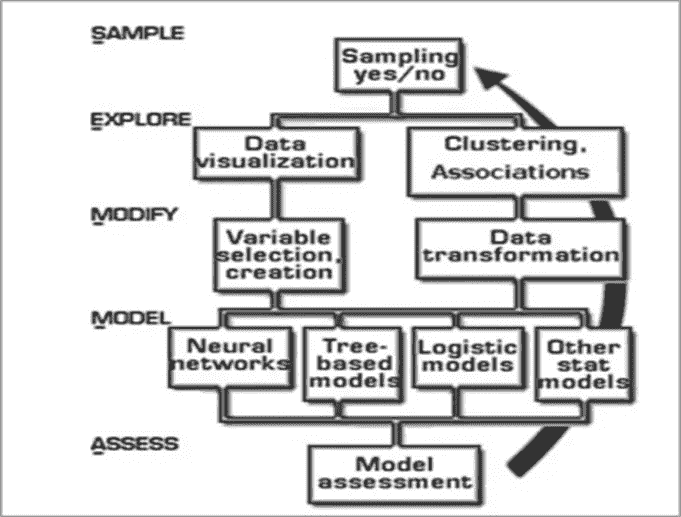 SAMPLE
Sampling
yes/no
EXPLORE
Data
visualization
Clustering,
Associations
MODIFY
Variable
selection,
creation
Data
transformation
MODEL
Neural
networks
Tree-
based
models
Logistic
models
Other
stat
models
ASSESS
Model
assessment